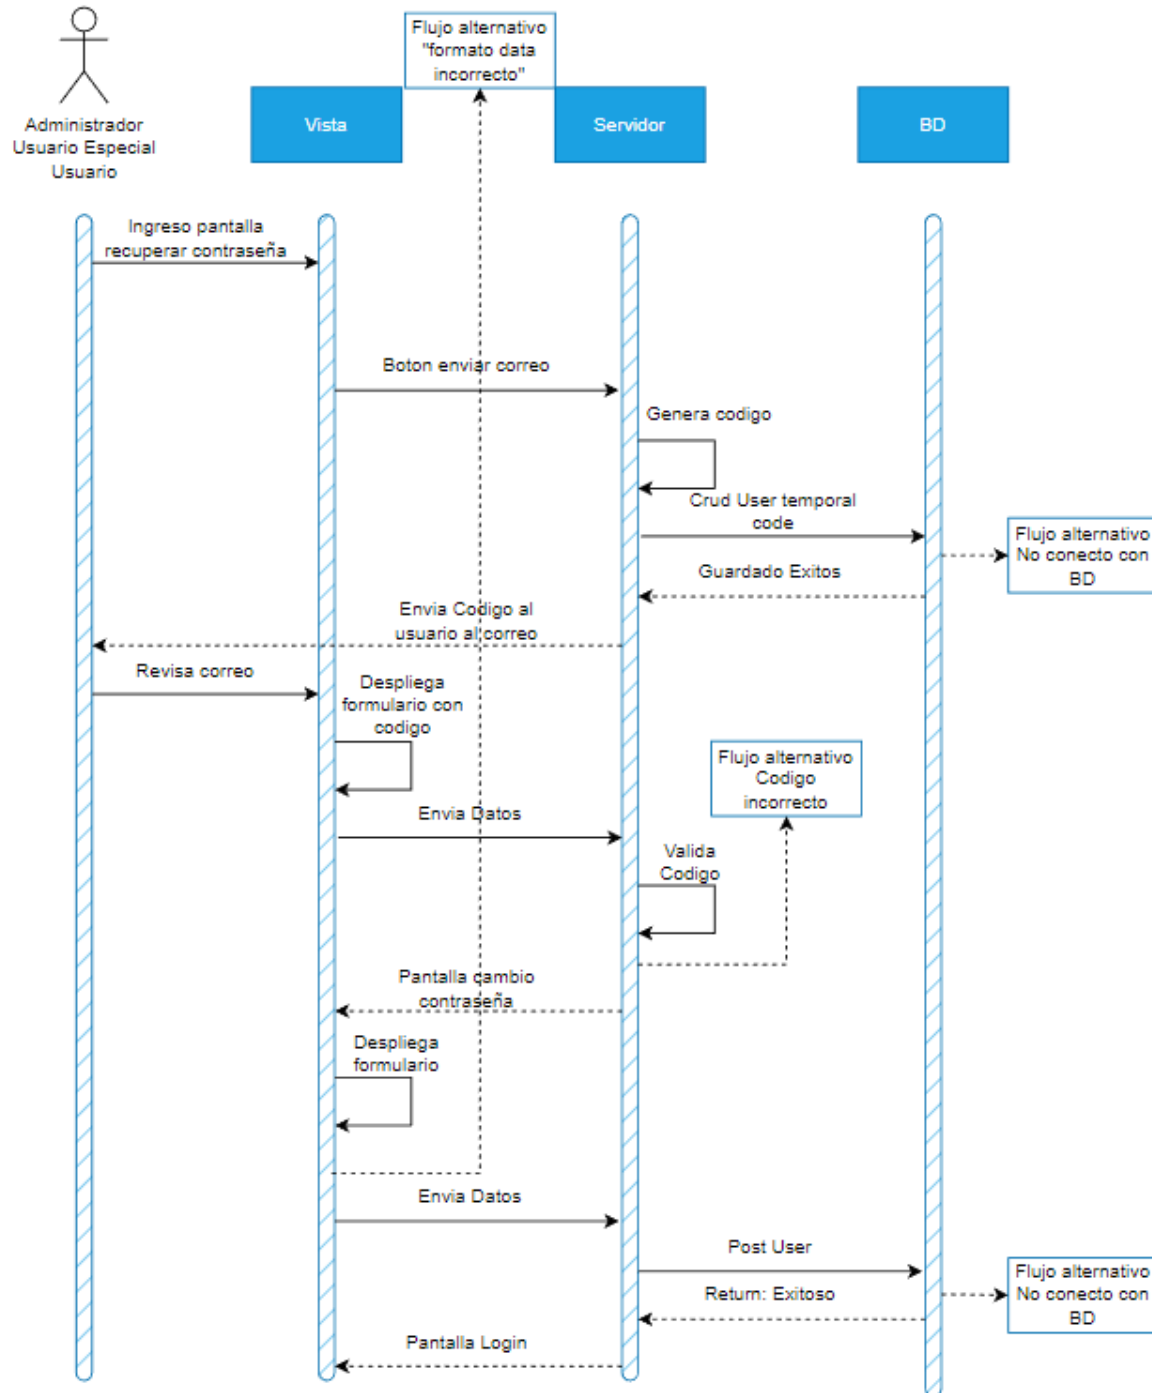 Flujo alternativo
"formato data
incorrecto"
Administrador
Usuario Especial
Usuario
Vista
Servidor
BD
Ingreso pantalla
recuperar contraseña
Boton enviar correo
Genera codigo
Crud User temporal
code
Flujo alternativo
No conecto con
BD
Guardado Exitos
Envia Codigo al
usuario al correo
Revisa correo
Despliega
formulario con
codigo
Flujo alternativo
Codigo
incorrecto
Envia Datos
Valida
Codigo
Pantalla cambio
contraseña
Despliega
formulario
Envia Datos
Post User
Flujo alternativo
No conecto con
BD
Return: Exitoso
Pantalla Login